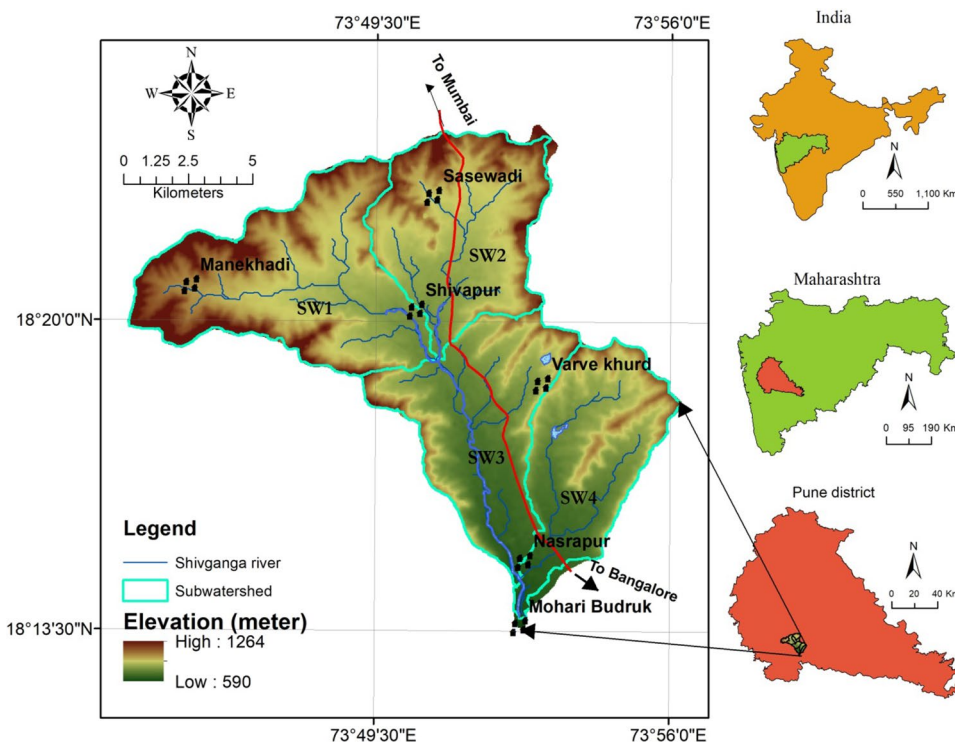 73°49'30"E
73°56'0"E
India
To Mumbai
N
W E
S
0 1.25 2.5 5
Kilometers
Sasewadi
N
0 550 1,100 Km
SW2
Manekhadi
Shivapur
SW1
Maharashtra
18°20'0"N
Varve khurd
N
0 95 190 Km
SW3
SW4
Pune district
Legend
Shivganga river
Subwatershed
Nasrapur
N
0 20 40 Km
To Bangalore
Mohari Budruk
Elevation (meter)
18°13'30"N
High : 1264
Low : 590
73°49'30"E
73°56'0"E